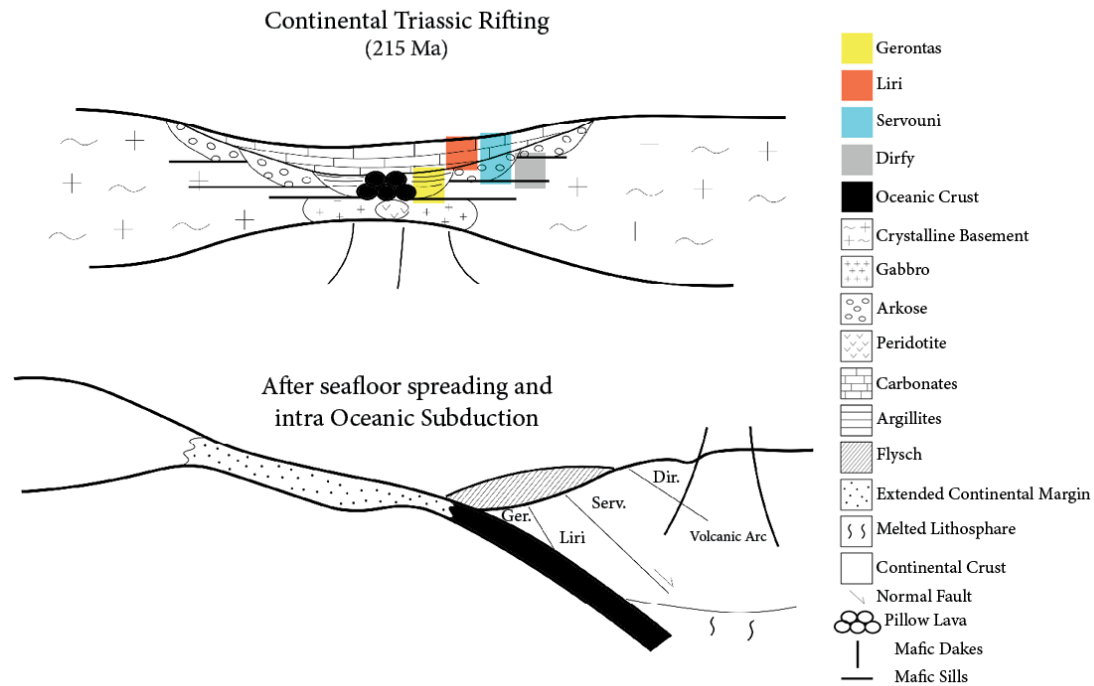 Continental Triassic Rifting
(215 Ma)
Gerontas
Liri
Servouni
Dirfy
Oceanic Crust
Crystalline Basement
Gabbro
Arkose
Peridotite
Carbonates
Argillites
Flysch
Extended Continental Margin
Melted Lithosphare
Continental Crust
Normal Fault
Pillow Lava
Mafic Dakes
Mafic Sills
After seafloor spreading and
intra Oceanic Subduction
Dir.
Serv.
Ger.
Liri
Volcanic Arc